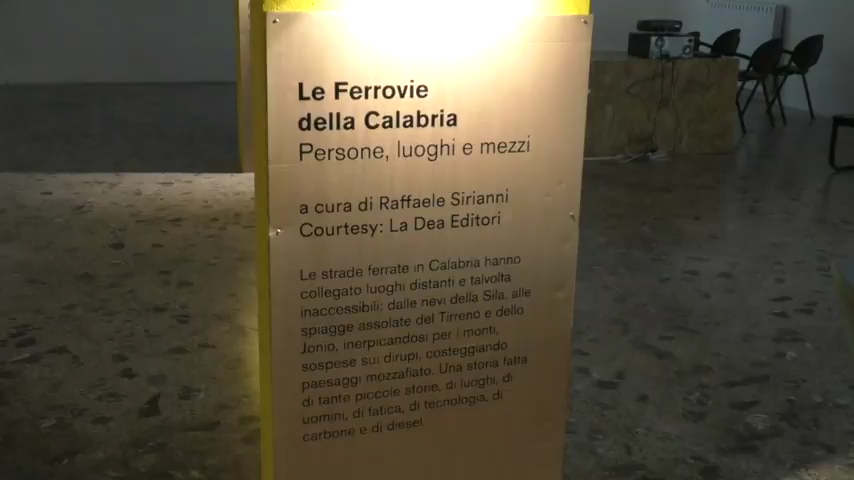 Le Ferrovie
della Calabria
Persone, luoghi e mezzi
a cura di Raffaele Sirianni
Courtesy: La Dea Editori
Le strade ferrate in Calabria hanno
collegato luoghi distanti e talvolta
inaccessibili: dalle nevi della Sila, alle
spiagge assolate del Tirreno e dello
Jonio, inerpicandosi per i monti,
sospese sui dirupi, costeggiando
paesaggi mozzafiato. Una storia fatta
di tante piccole storie, di luoghi, di
uomini, di fatica, di tecnologia, di
carbone e di diesel.